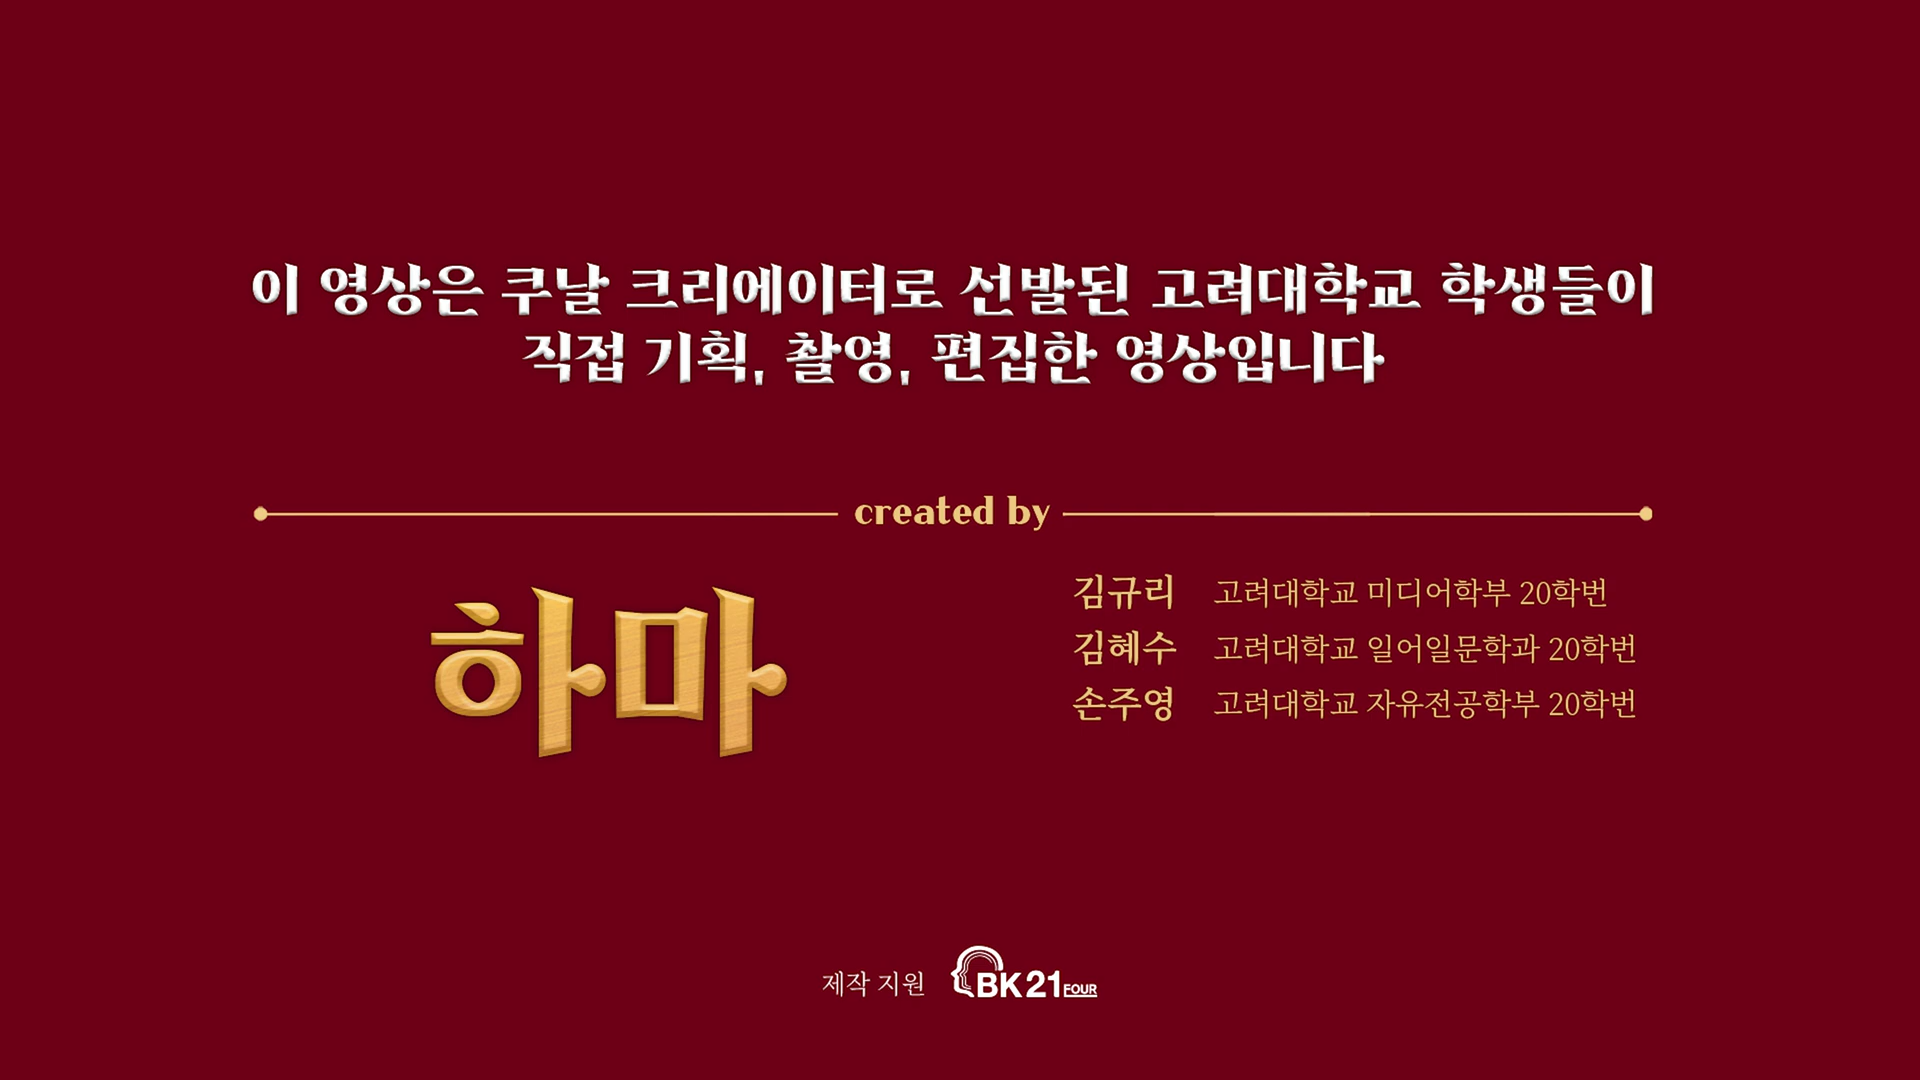 이 영상은 쿠날 크리에이터로 선발된 고려대학교 학생들이
직접 기획, 촬영, 편집한 영상입니다
created by
하마
김규리 고려대학교 미디어학부 20학번
김혜수 고려대학교 일어일문학과 20학번
손주영 고려대학교 자유전공학부 20학번
제작 지원 BK21 FOUR